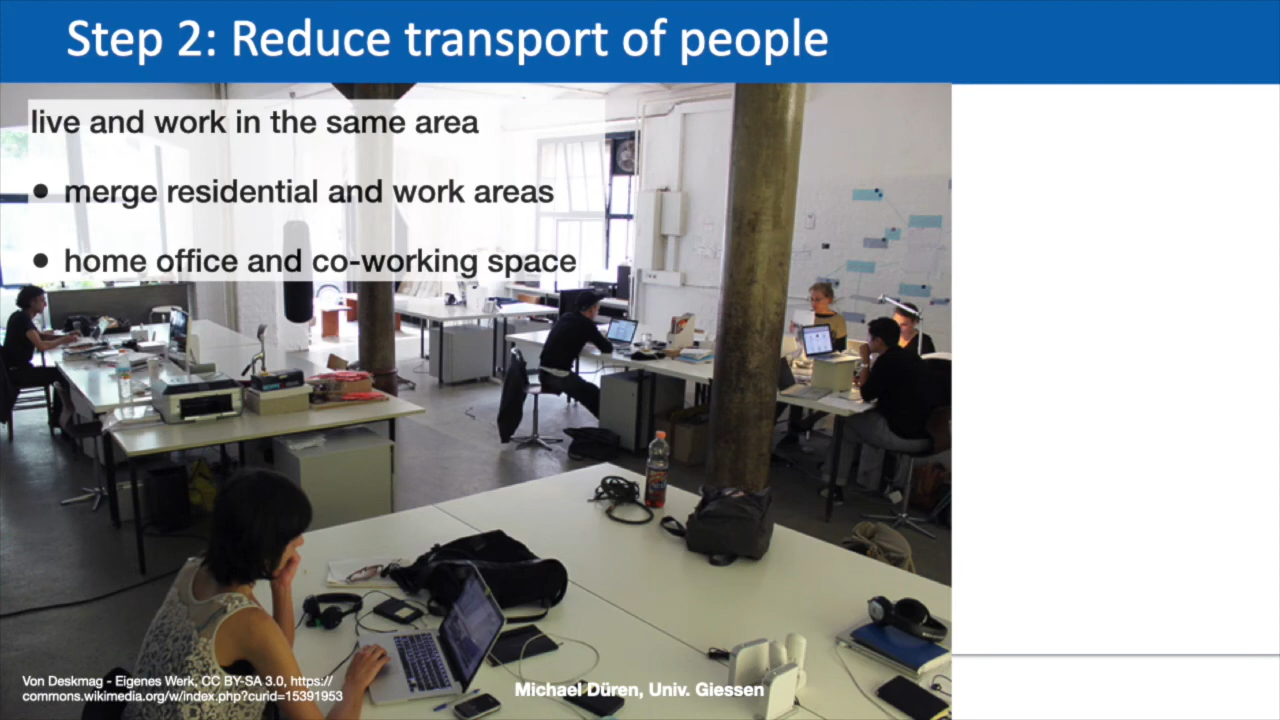 Step 2: Reduce transport of people
live and work in the same area
• merge residential and work areas
• home office and co-working space
Von Deskmag - Eigenes Werk, CC BY-SA 3.0, https://
commons.wikimedia.org/w/index.php?curid=15391953
Michael Düren, Univ. Giessen